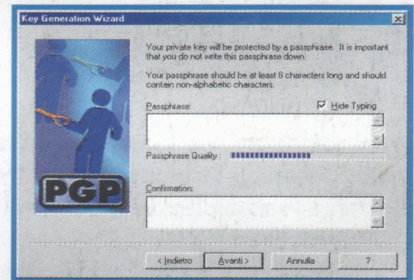 Key Generation Wizard
Your private key will be protected by a passphrase. It is important
that you do not write this passphrase down.
Your passphrase should be at least 8 characters long and should
contain non-alphabetic characters.
Passphrase:
Hide Typing
Passphrase Quality :
Confirmation:
PGP
< Indietro
Avanti >
Annulla
?